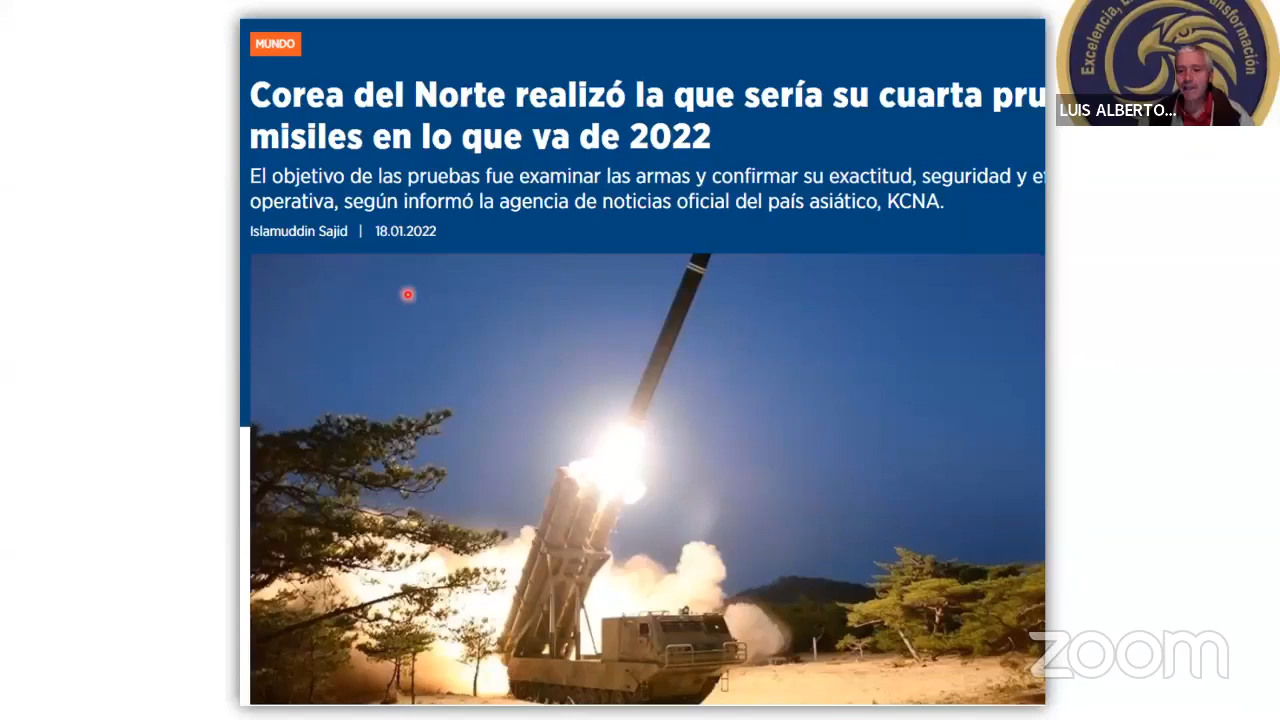 MUNDO
Corea del Norte realizó la que sería su cuarta pru
misiles en lo que va de 2022
El objetivo de las pruebas fue examinar las armas y confirmar su exactitud, seguridad y
operativa, según informó la agencia de noticias oficial del país asiático, KCNA.
Islamuddin Sajid | 18.01.2022
Excelencia,
LUIS ALBERTO...
zoom